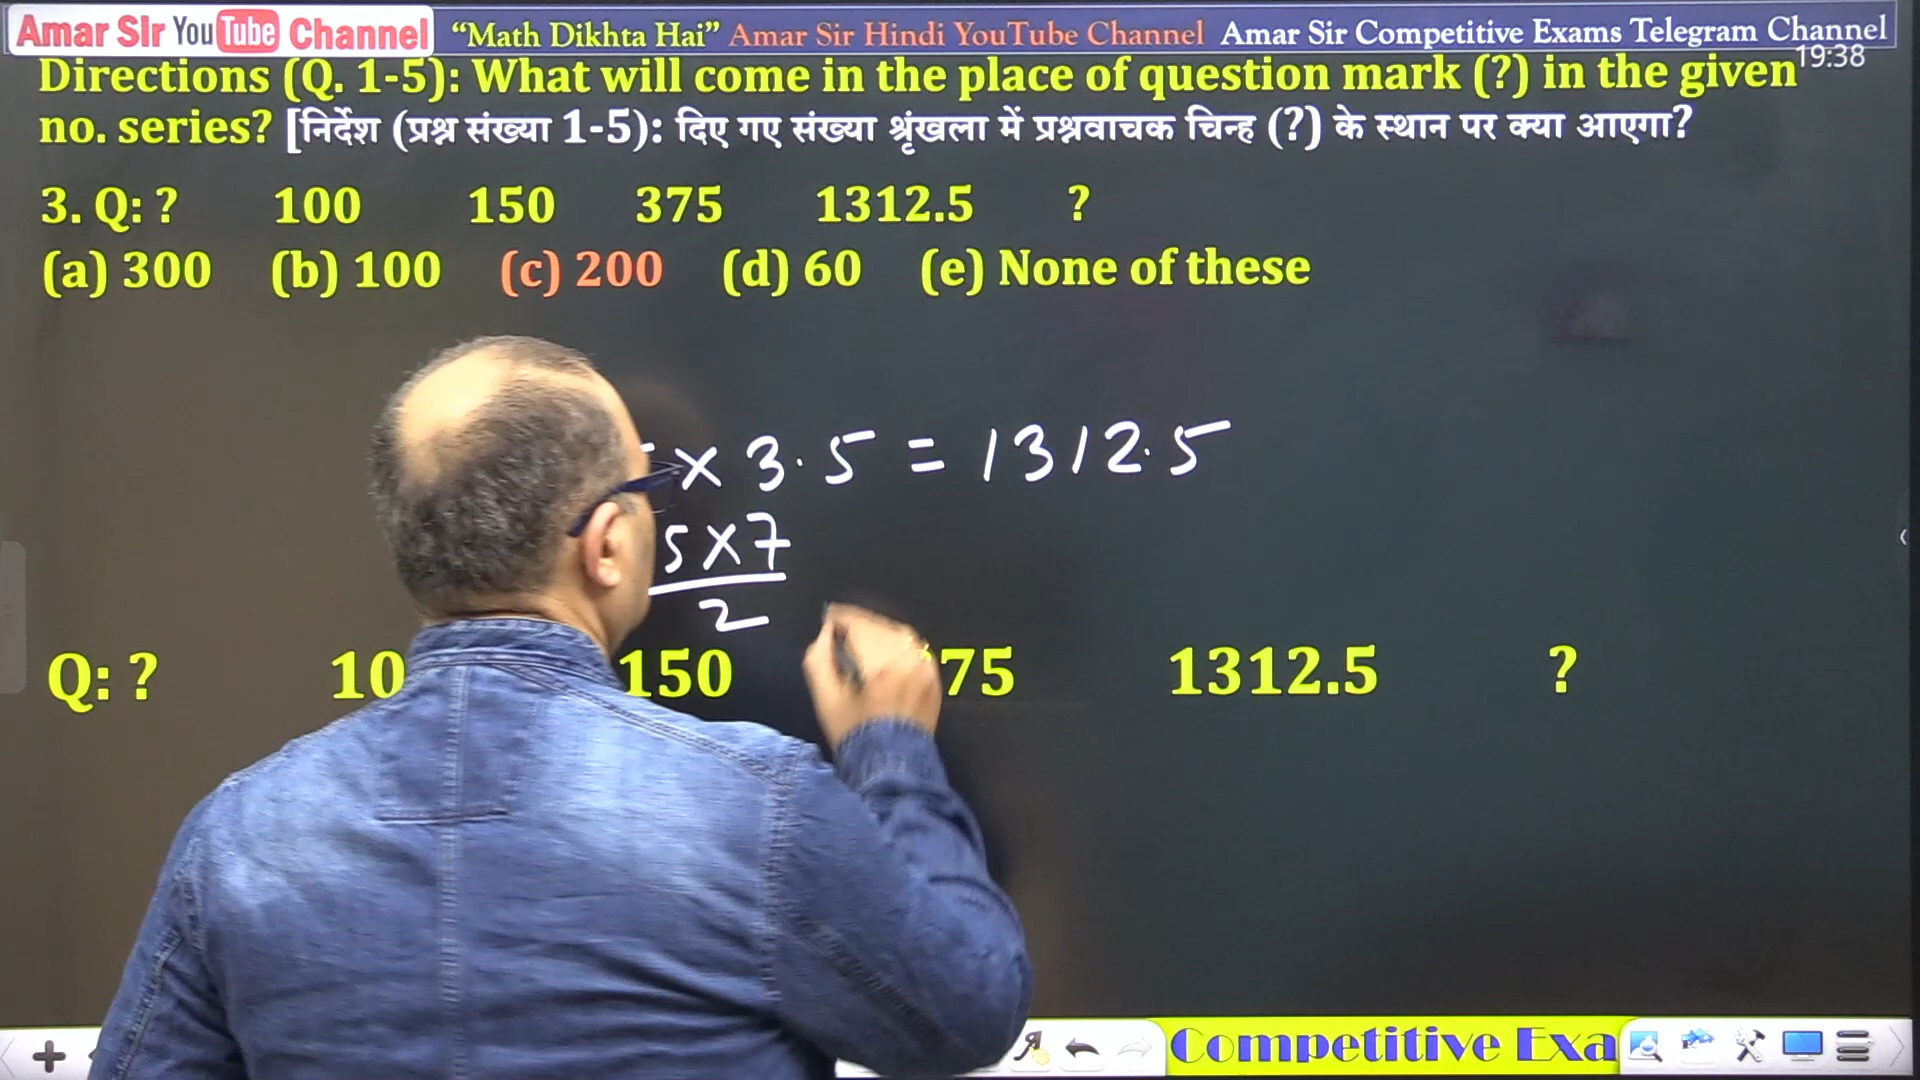 Amar Sir YouTube Channel "Math Dikhta Hai" Amar Sir Hindi YouTube Channel Amar Sir Competitive Exams Telegram Channel
19:38
Directions (Q. 1-5): What will come in the place of question mark (?) in the given
no. series? [निर्देश (प्रश्न संख्या 1-5): दिए गए संख्या श्रृंखला में प्रश्नवाचक चिन्ह (?) के स्थान पर क्या आएगा?
3. Q: ? 100 150 375 1312.5 ?
(a) 300 (b) 100 (c) 200 (d) 60 (e) None of these
× 3.5 = 1312.5
5 × 7
2
Q: ? 10 150 75 1312.5 ?
Competitive Exa